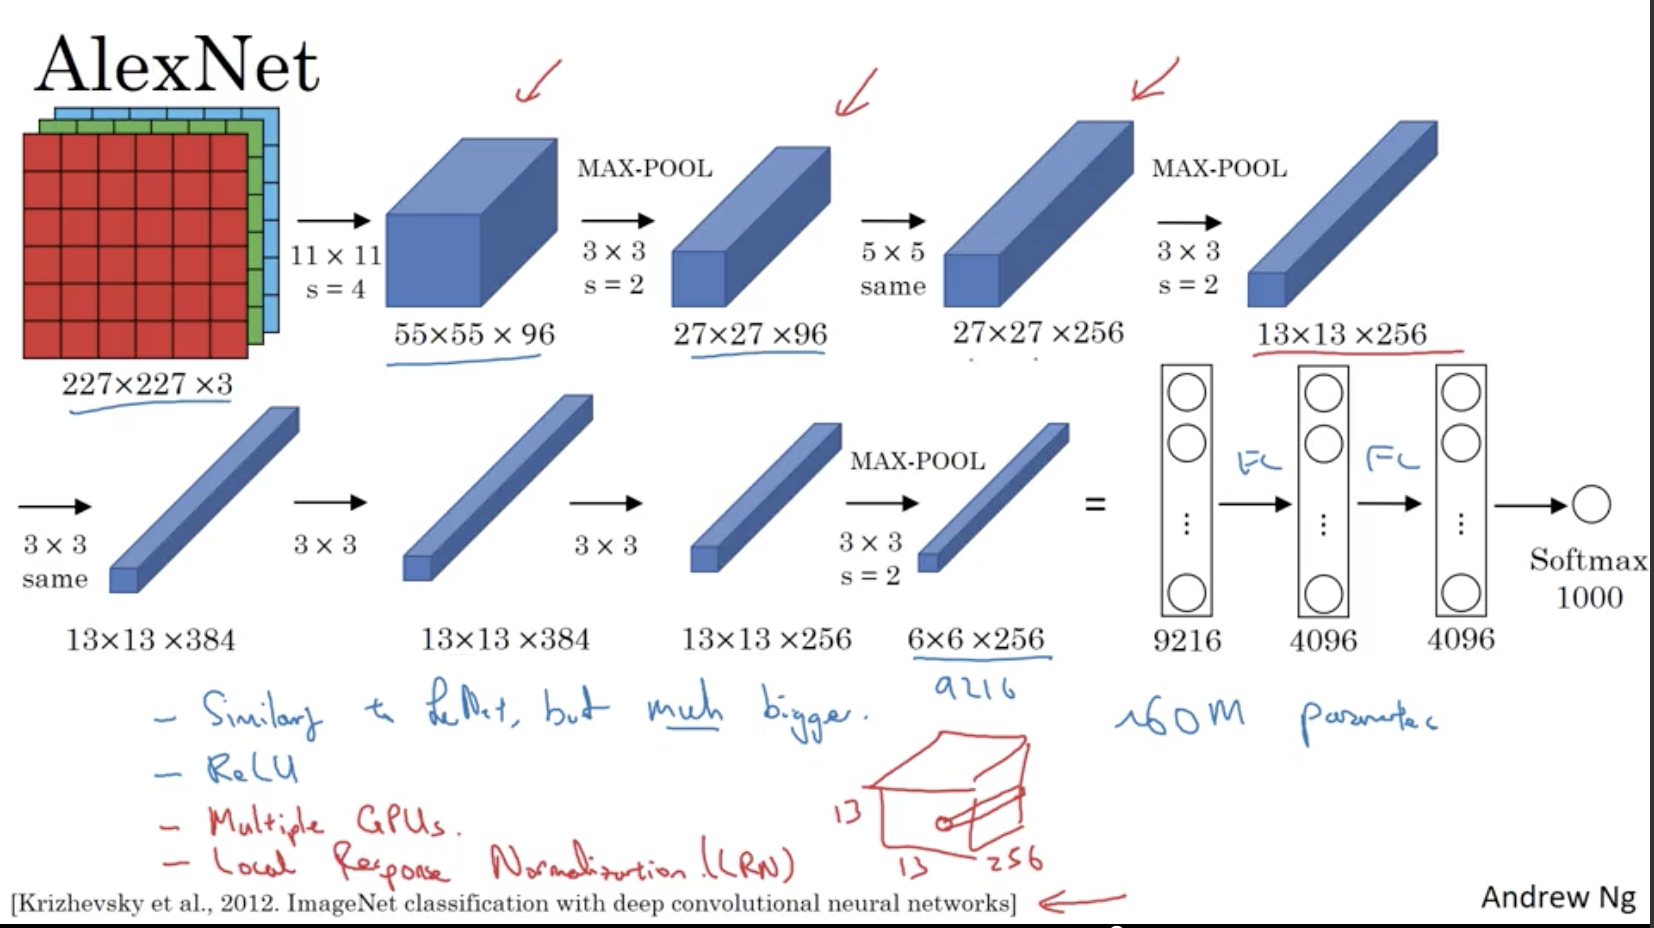 AlexNet
MAX-POOL
MAX-POOL
11 × 11
s = 4
3 × 3
s = 2
5 × 5
same
3 × 3
s = 2
227×227 ×3
55×55 × 96
27×27 ×96
27×27 ×256
13×13 ×256
MAX-POOL
FC
FC
3 × 3
same
3 × 3
3 × 3
3 × 3
s = 2
=
...
...
...
Softmax
1000
13×13 ×384
13×13 ×384
13×13 ×256
6×6 ×256
9216
4096
4096
9216
- Similarity to LeNet, but much bigger.
~60M parameters
- ReLU
- Multiple GPUs.
- Local Response Normalization (LRN)
13
13
256
[Krizhevsky et al., 2012. ImageNet classification with deep convolutional neural networks]
Andrew Ng